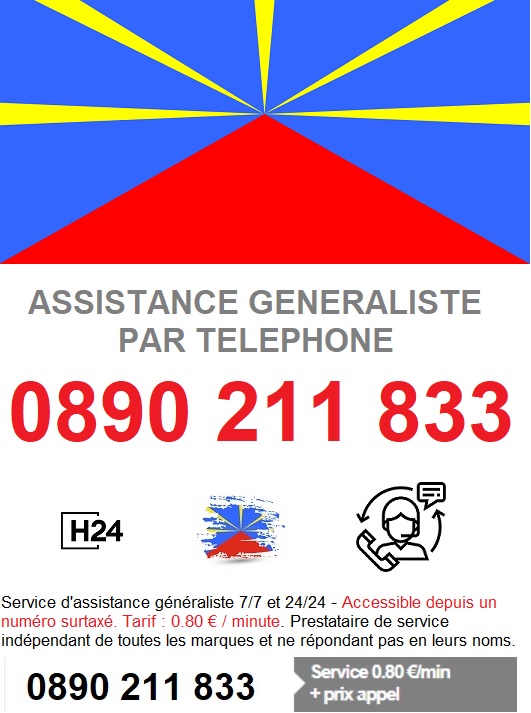 ASSISTANCE GENERALISTE
PAR TELEPHONE
0890 211 833
H24
Service d'assistance généraliste 7/7 et 24/24 - Accessible depuis un
numéro surtaxé. Tarif : 0.80 € / minute. Prestataire de service
indépendant de toutes les marques et ne répondant pas en leurs noms.
0890 211 833
Service 0.80 €/min
+ prix appel